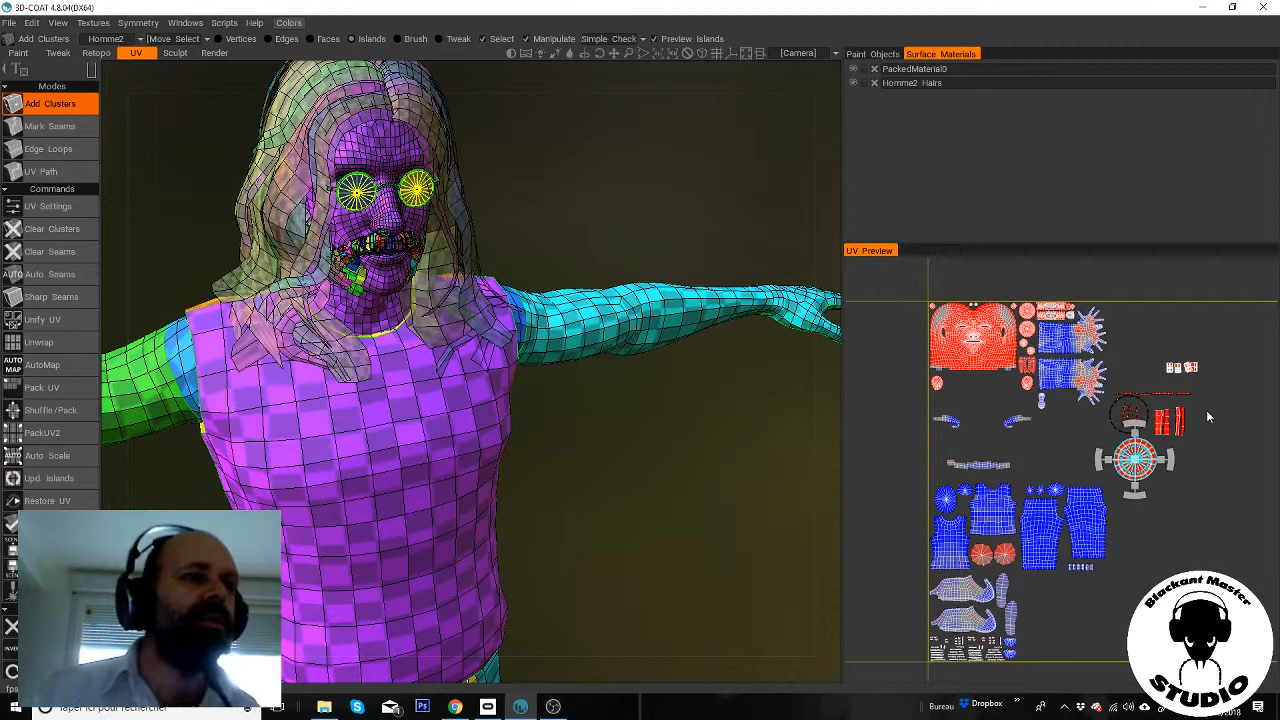 3D-COAT 4.8.04(DX64)
File Edit View Textures Symmetry Windows Scripts Help Colors
Add Clusters Homme2 [Move Select] Vertices Edges Faces Islands Brush Tweak Select Manipulate Simple Check Preview Islands
Paint Tweak Retopo UV Sculpt Render [Camera]
Paint Objects Surface Materials
PackedMaterial0
Homme2_Hairs
Modes
Add Clusters
Mark Seams
Edge Loops
UV Path
Commands
UV Settings
Clear Clusters
Clear Seams
AUTO Auto Seams
Sharp Seams
Unify UV
Unwrap
AUTO MAP AutoMap
Pack UV
Shuffle/Pack
PackUV2
AUTO Auto Scale
Upd. Islands
Restore UV
UV Preview
Blackant Master
STUDIO
Taper ici pour rechercher
Bureau Dropbox